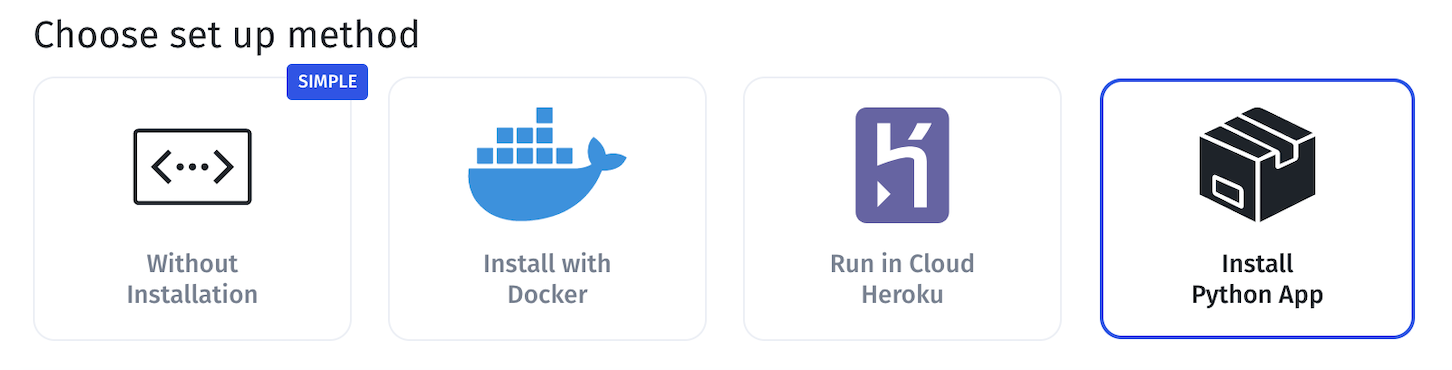 Choose set up method
SIMPLE
Without
Installation
Install with
Docker
Run in Cloud
Heroku
Install
Python App